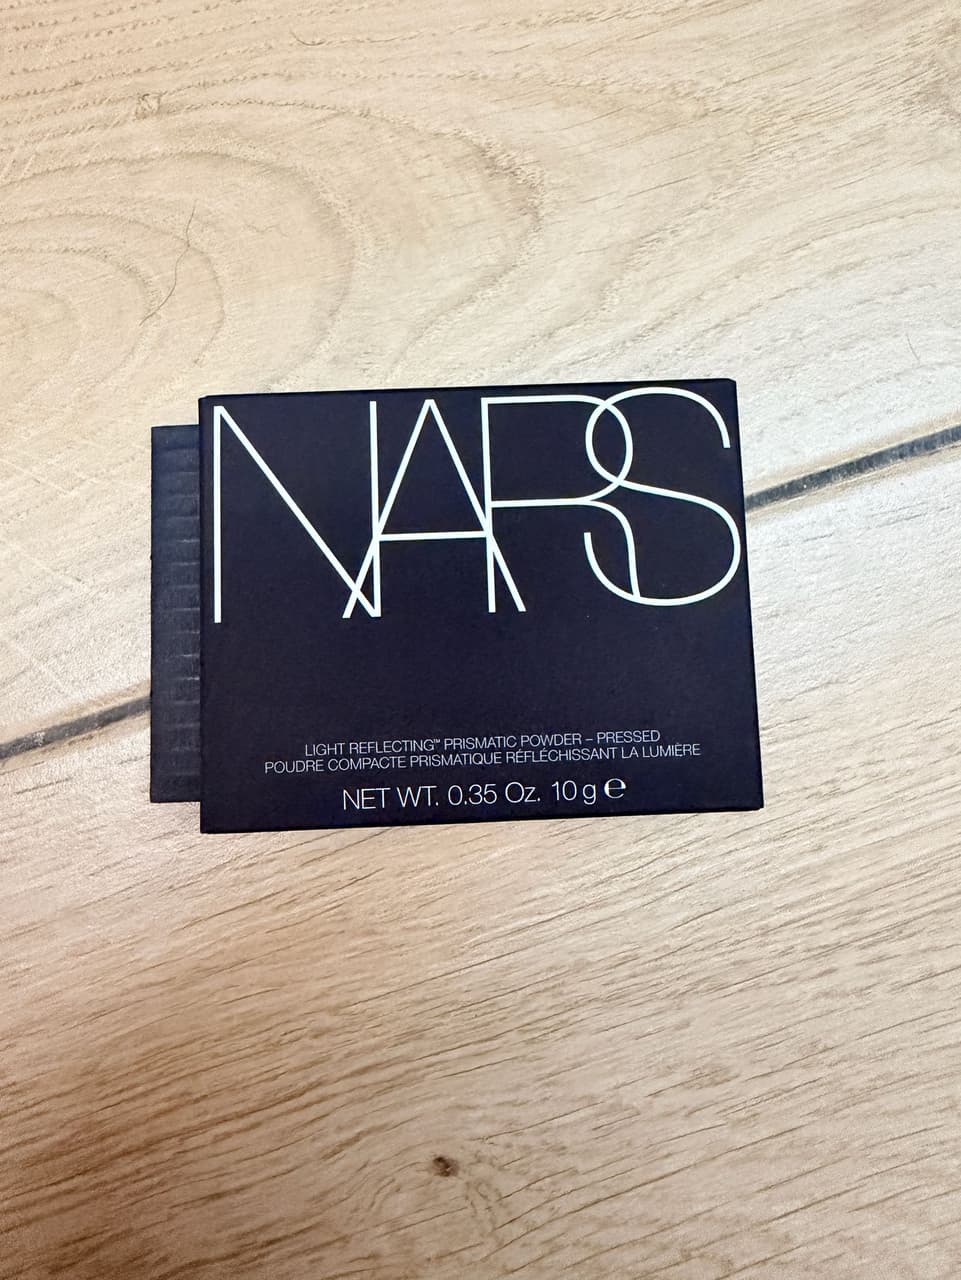 NARS
LIGHT REFLECTING™ PRISMATIC POWDER – PRESSED
POUDRE COMPACTE PRISMATIQUE RÉFLÉCHISSANT LA LUMIÈRE
NET WT. 0.35 Oz. 10 g ℮